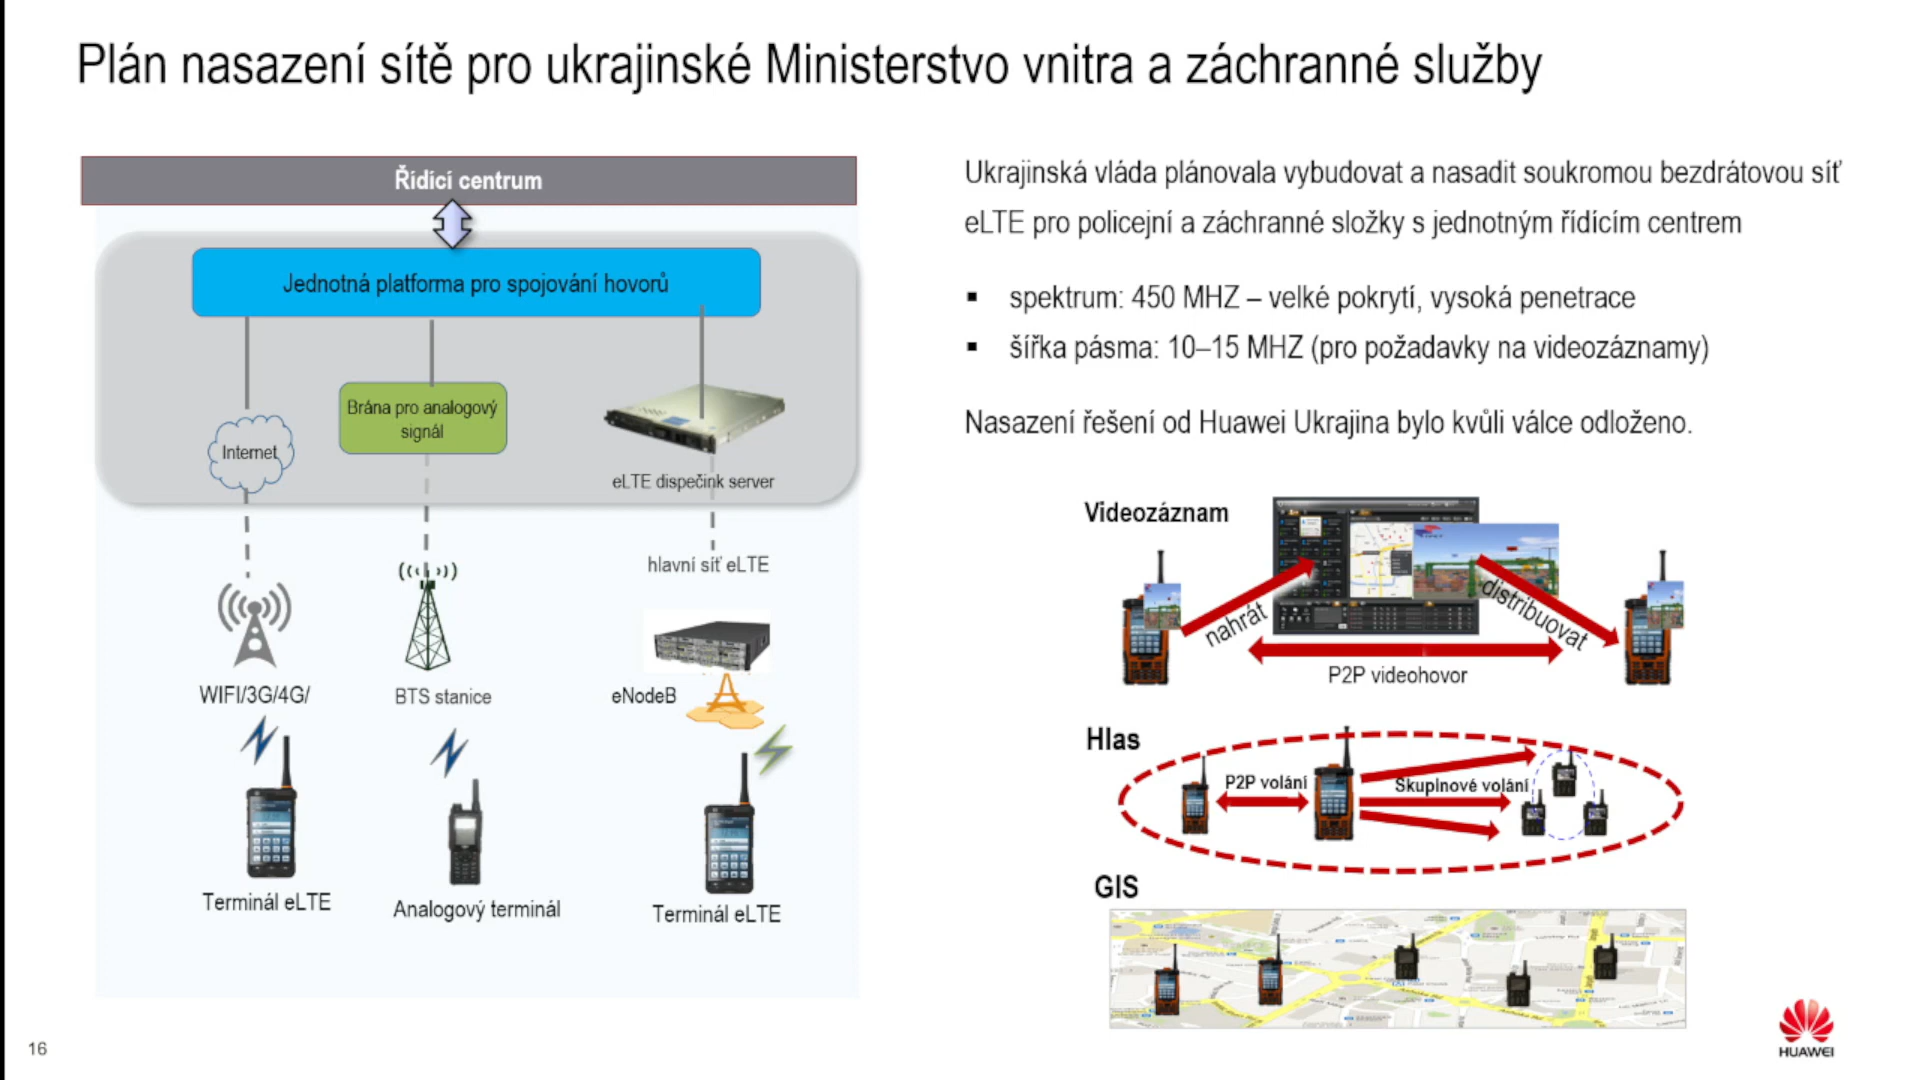 Plán nasazení sítě pro ukrajinské Ministerstvo vnitra a záchranné služby
Řídicí centrum
Jednotná platforma pro spojování hovorů
Brána pro analogový
signál
Internet
eLTE dispečink server
hlavní síť eLTE
WIFI/3G/4G/
BTS stanice
eNodeB
Terminál eLTE
Analogový terminál
Terminál eLTE
Ukrajinská vláda plánovala vybudovat a nasadit soukromou bezdrátovou síť
eLTE pro policejní a záchranné složky s jednotným řídícím centrem
▪ spektrum: 450 MHZ – velké pokrytí, vysoká penetrace
▪ šířka pásma: 10–15 MHZ (pro požadavky na videozáznamy)
Nasazení řešení od Huawei Ukrajina bylo kvůli válce odloženo.
Videozáznam
nahrát
distribuovat
P2P videohovor
Hlas
P2P volání
Skupinové volání
GIS
16
HUAWEI